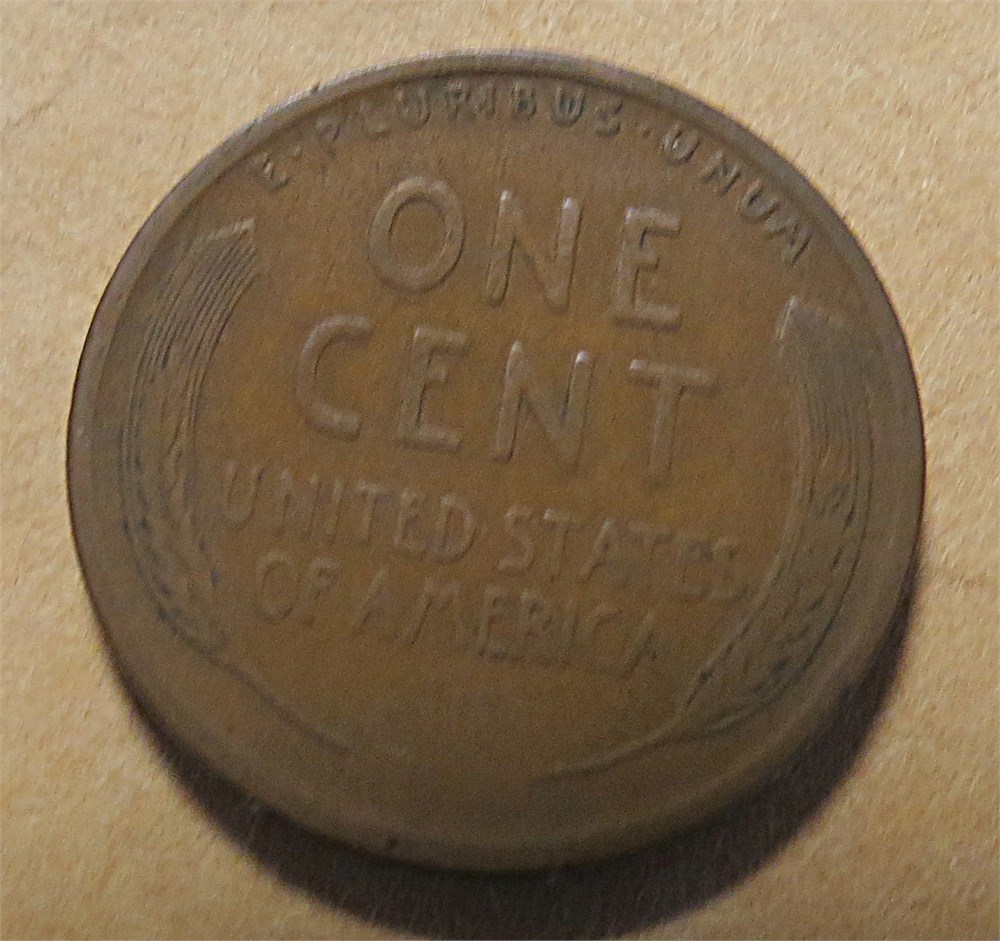 E · PLURIBUS · UNUM
ONE
CENT
UNITED STATES
OF AMERICA